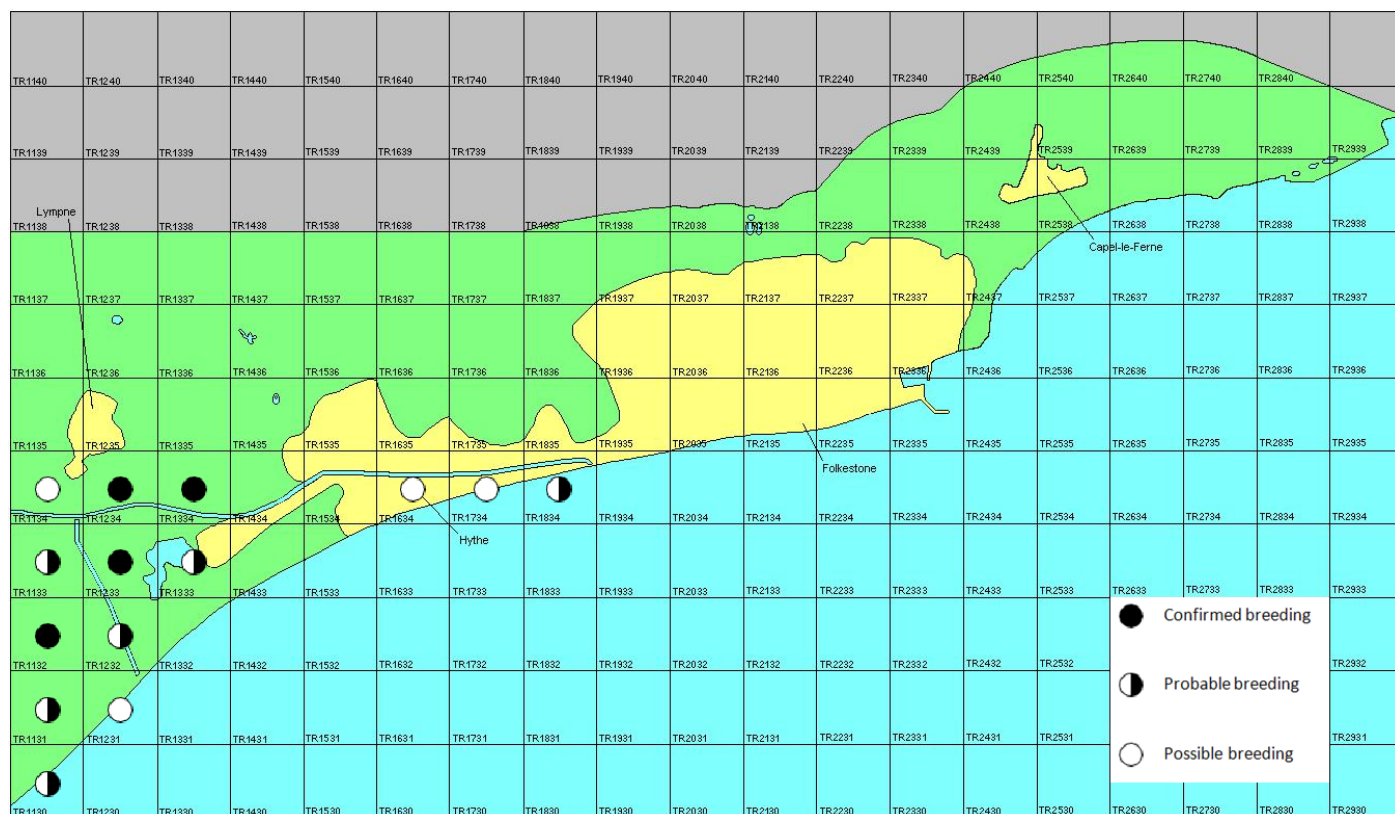 TR1140 TR1240 TR1340 TR1440 TR1540 TR1640 TR1740 TR1840 TR1940 TR2040 TR2140 TR2240 TR2340 TR2440 TR2540 TR2640 TR2740 TR2840
TR1139 TR1239 TR1339 TR1439 TR1539 TR1639 TR1739 TR1839 TR1939 TR2039 TR2139 TR2239 TR2339 TR2439 TR2539 TR2639 TR2739 TR2839 TR2939
Lympne
TR1138 TR1238 TR1338 TR1438 TR1538 TR1638 TR1738 TR1838 TR1938 TR2038 TR2138 TR2238 TR2338 TR2438 TR2538 TR2638 TR2738 TR2838 TR2938
Capel-le-Ferne
TR1137 TR1237 TR1337 TR1437 TR1537 TR1637 TR1737 TR1837 TR1937 TR2037 TR2137 TR2237 TR2337 TR2437 TR2537 TR2637 TR2737 TR2837 TR2937
TR1136 TR1236 TR1336 TR1436 TR1536 TR1636 TR1736 TR1836 TR1936 TR2036 TR2136 TR2236 TR2336 TR2436 TR2536 TR2636 TR2736 TR2836 TR2936
TR1135 TR1235 TR1335 TR1435 TR1535 TR1635 TR1735 TR1835 TR1935 TR2035 TR2135 TR2235 TR2335 TR2435 TR2535 TR2635 TR2735 TR2835 TR2935
Folkestone
TR1134 TR1234 TR1334 TR1434 TR1534 TR1634 TR1734 TR1834 TR1934 TR2034 TR2134 TR2234 TR2334 TR2434 TR2534 TR2634 TR2734 TR2834 TR2934
Hythe
TR1133 TR1233 TR1333 TR1433 TR1533 TR1633 TR1733 TR1833 TR1933 TR2033 TR2133 TR2233 TR2333 TR2433 TR2533 TR2633 TR2733 TR2833 TR2933
Confirmed breeding
TR1132 TR1232 TR1332 TR1432 TR1532 TR1632 TR1732 TR1832 TR1932 TR2032 TR2132 TR2232 TR2332 TR2432 TR2532 TR2932
Probable breeding
TR1131 TR1231 TR1331 TR1431 TR1531 TR1631 TR1731 TR1831 TR1931 TR2031 TR2131 TR2231 TR2331 TR2431 TR2531 TR2931
Possible breeding
TR1130 TR1230 TR1330 TR1430 TR1530 TR1630 TR1730 TR1830 TR1930 TR2030 TR2130 TR2230 TR2330 TR2430 TR2530 TR2630 TR2730 TR2830 TR2930